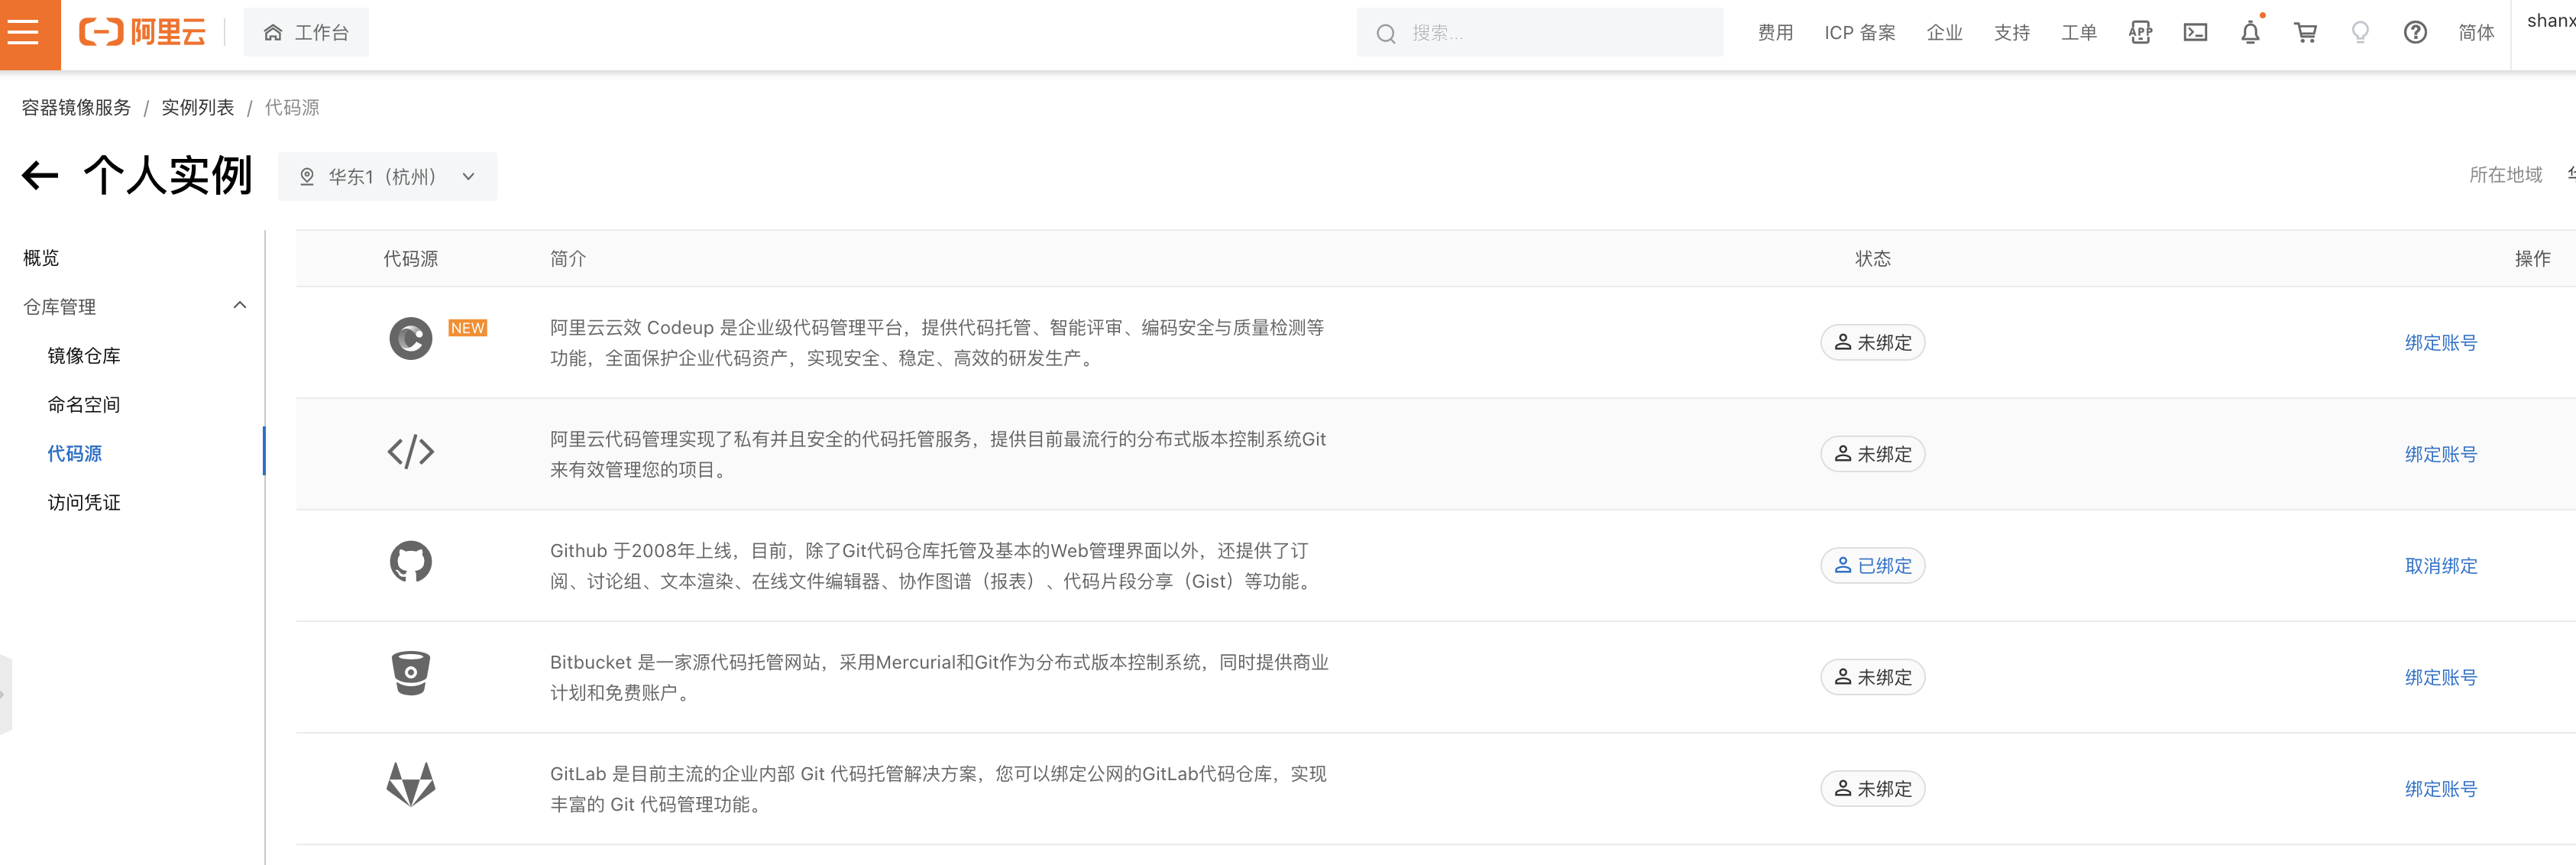 阿里云
工作台
搜索...
费用
ICP 备案
企业
支持
工单
APP
简体
shanx
容器镜像服务 / 实例列表 / 代码源
个人实例
华东1（杭州）
所在地域
概览
仓库管理
镜像仓库
命名空间
代码源
访问凭证
代码源 简介 状态 操作
NEW
阿里云云效 Codeup 是企业级代码管理平台，提供代码托管、智能评审、编码安全与质量检测等
功能，全面保护企业代码资产，实现安全、稳定、高效的研发生产。
未绑定
绑定账号
阿里云代码管理实现了私有并且安全的代码托管服务，提供目前最流行的分布式版本控制系统Git
来有效管理您的项目。
未绑定
绑定账号
Github 于2008年上线，目前，除了Git代码仓库托管及基本的Web管理界面以外，还提供了订
阅、讨论组、文本渲染、在线文件编辑器、协作图谱（报表）、代码片段分享（Gist）等功能。
已绑定
取消绑定
Bitbucket 是一家源代码托管网站，采用Mercurial和Git作为分布式版本控制系统，同时提供商业
计划和免费账户。
未绑定
绑定账号
GitLab 是目前主流的企业内部 Git 代码托管解决方案，您可以绑定公网的GitLab代码仓库，实现
丰富的 Git 代码管理功能。
未绑定
绑定账号